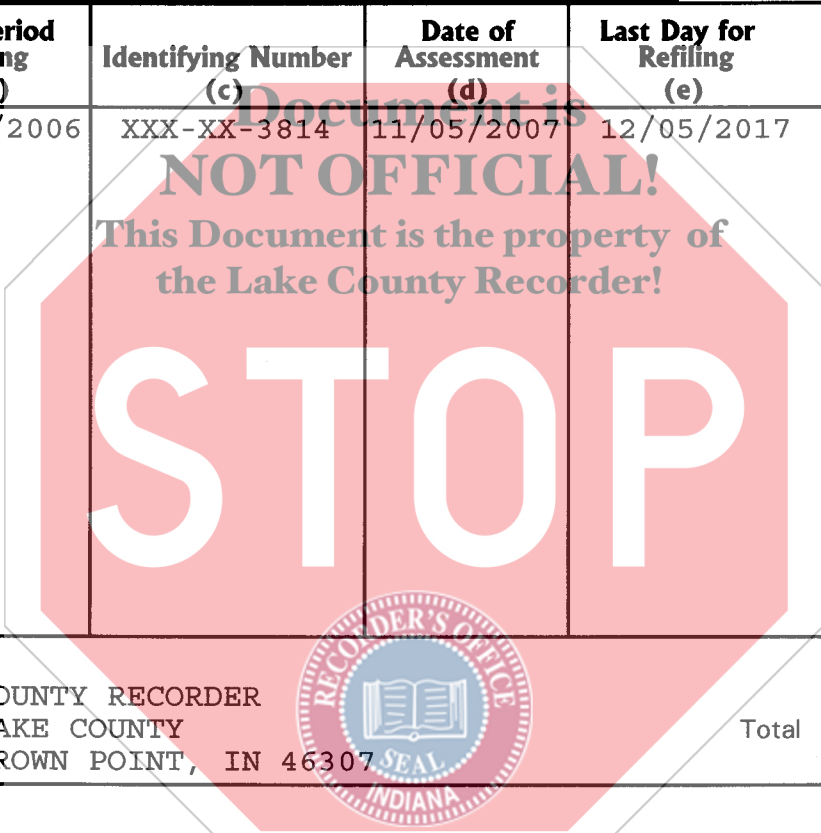 eriod
ng
)
Identifying Number
(c)
Date of
Assessment
(d)
Last Day for
Refiling
(e)
/2006 XXX-XX-3814 11/05/2007 12/05/2017
Document is
NOT OFFICIAL!
This Document is the property of
the Lake County Recorder!
STOP
RECORDER'S OFFICE
SEAL
INDIANA
OUNTY RECORDER
AKE COUNTY
ROWN POINT, IN 46307
Total